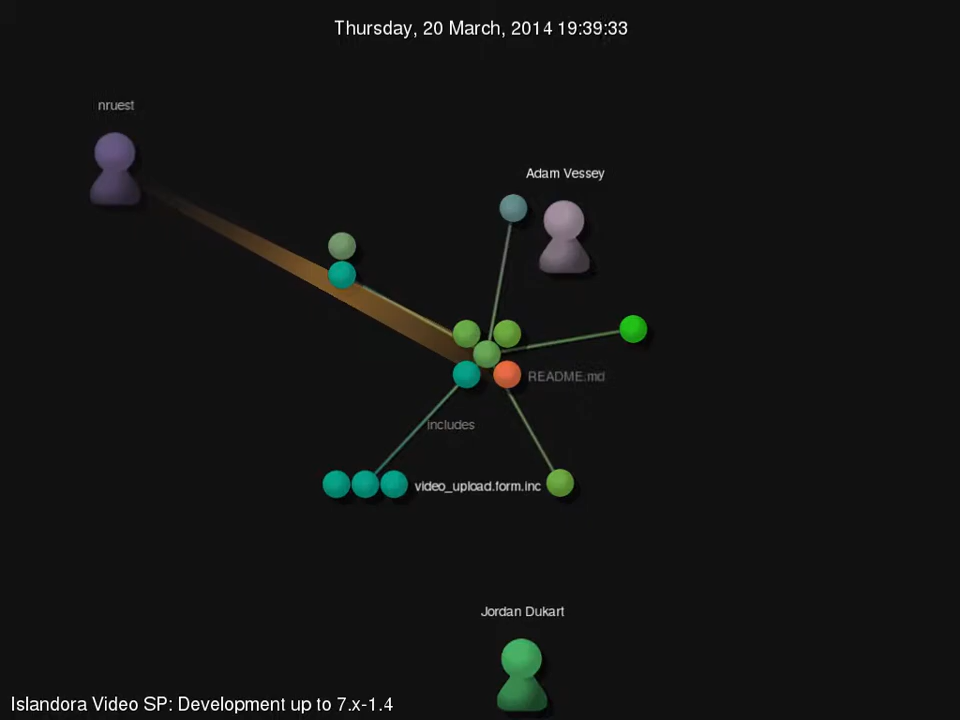 Thursday, 20 March, 2014 19:39:33
nruest
Adam Vessey
README.md
includes
video_upload.form.inc
Jordan Dukart
Islandora Video SP: Development up to 7.x-1.4